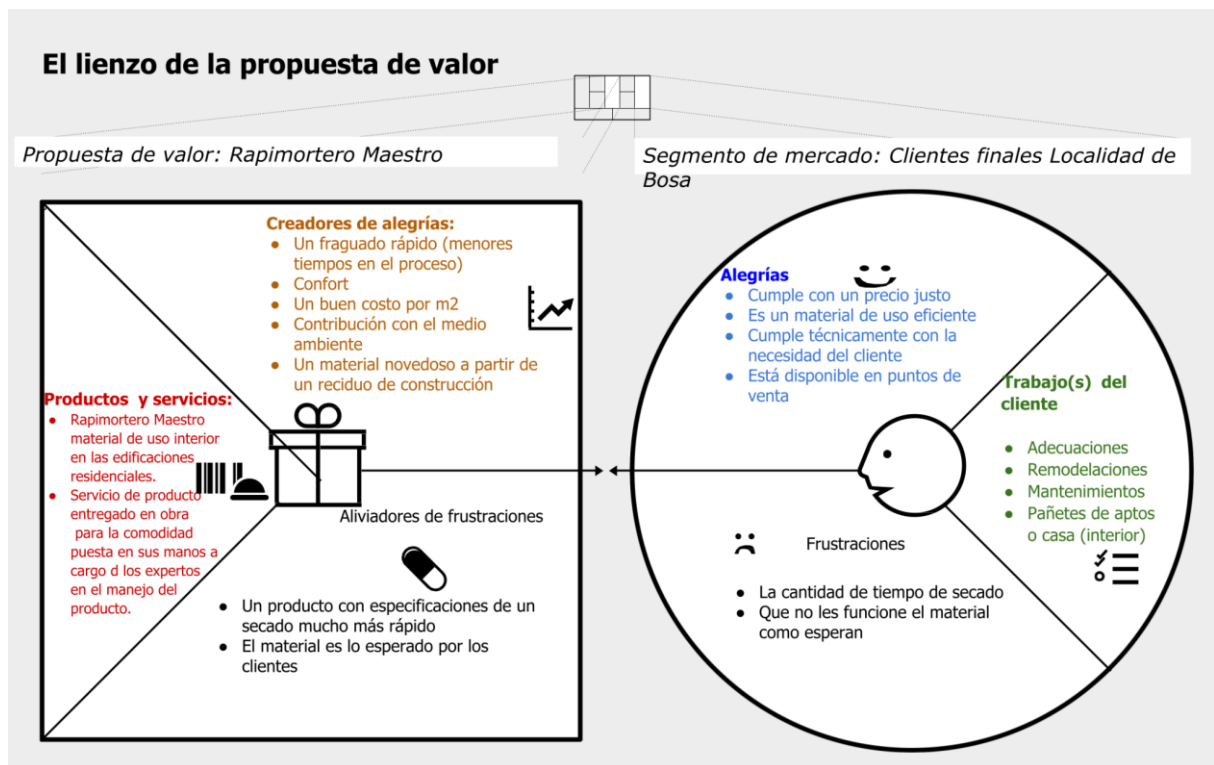 El lienzo de la propuesta de valor
Propuesta de valor: Rapimortero Maestro
Segmento de mercado: Clientes finales Localidad de
Bosa
Creadores de alegrías:
● Un fraguado rápido (menores
tiempos en el proceso)
● Confort
● Un buen costo por m2
● Contribución con el medio
ambiente
● Un material novedoso a partir de
un reciduo de construcción
Productos y servicios:
● Rapimortero Maestro
material de uso interior
en las edificaciones
residenciales.
● Servicio de producto
entregado en obra
para la comodidad
puesta en sus manos a
cargo d los expertos
en el manejo del
producto.
Aliviadores de frustraciones
● Un producto con especificaciones de un
secado mucho más rápido
● El material es lo esperado por los
clientes
Alegrías
● Cumple con un precio justo
● Es un material de uso eficiente
● Cumple técnicamente con la
necesidad del cliente
● Está disponible en puntos de
venta
Trabajo(s) del
cliente
● Adecuaciones
● Remodelaciones
● Mantenimientos
● Pañetes de aptos
o casa (interior)
Frustraciones
● La cantidad de tiempo de secado
● Que no les funcione el material
como esperan